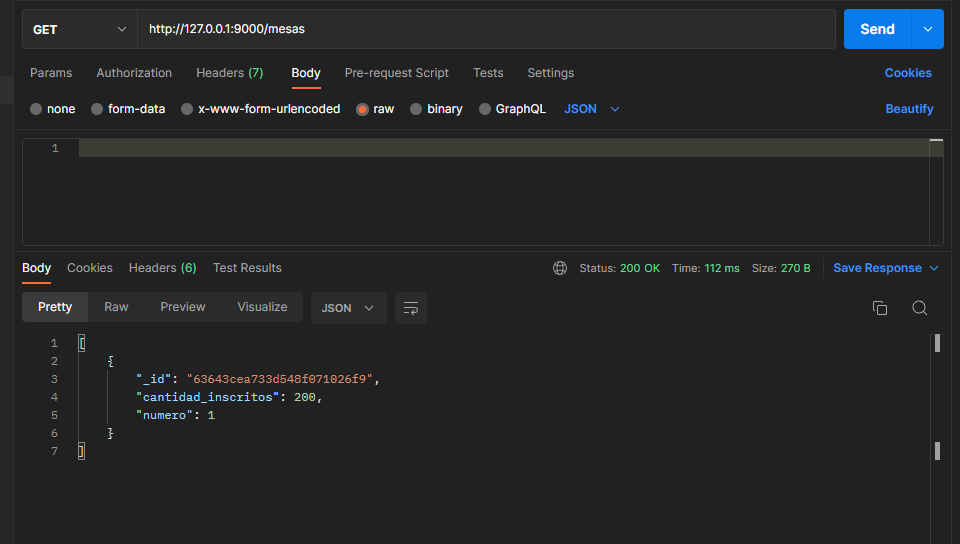 GET http://127.0.0.1:9000/mesas Send
Params Authorization Headers (7) Body Pre-request Script Tests Settings Cookies
none form-data x-www-form-urlencoded raw binary GraphQL JSON Beautify
1
Body Cookies Headers (6) Test Results Status: 200 OK Time: 112 ms Size: 270 B Save Response
Pretty Raw Preview Visualize JSON
1 [
2 {
3 "_id": "63643cea733d548f071026f9",
4 "cantidad_inscritos": 200,
5 "numero": 1
6 }
7 ]